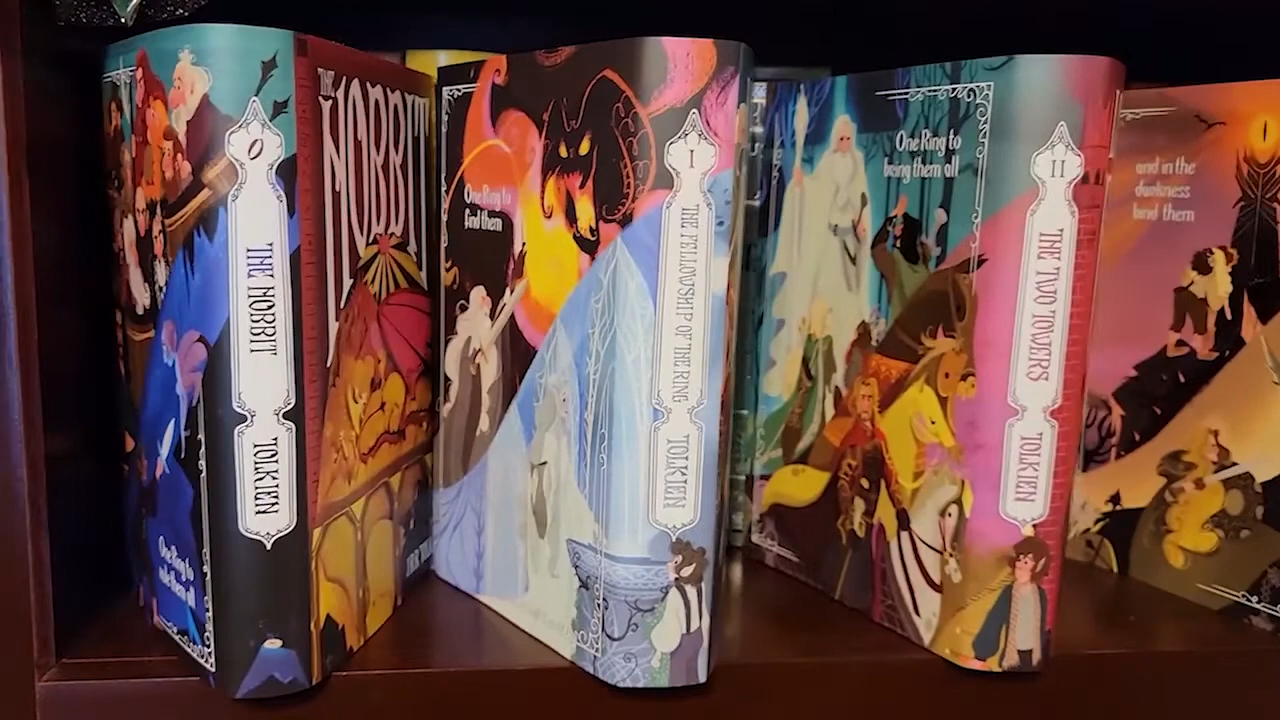 One Ring to
rule them all
0
THE HOBBIT
TOLKIEN
THE
HOBBIT
One Ring to
find them
I
THE FELLOWSHIP OF THE RING
TOLKIEN
One Ring to
bring them all
II
THE TWO TOWERS
TOLKIEN
and in the
darkness
bind them